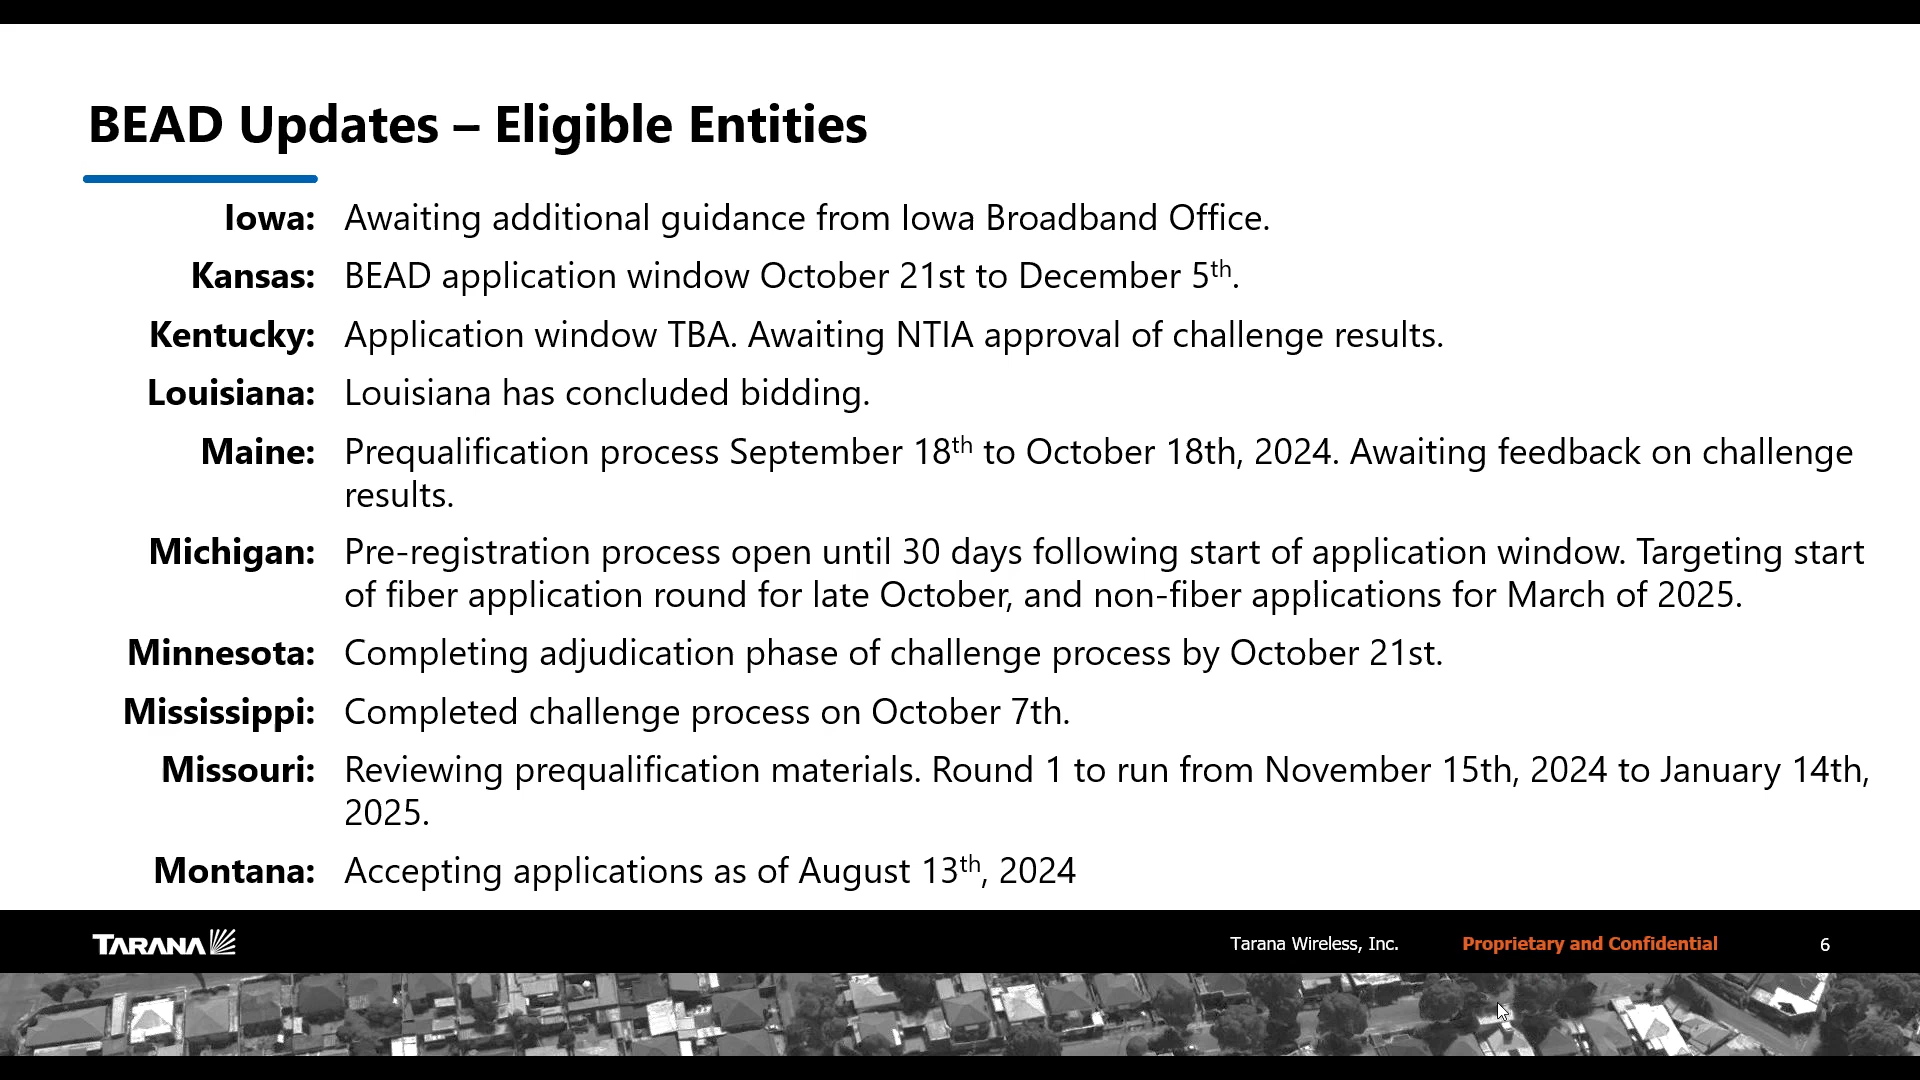 BEAD Updates – Eligible Entities
Iowa: Awaiting additional guidance from Iowa Broadband Office.
Kansas: BEAD application window October 21st to December 5th.
Kentucky: Application window TBA. Awaiting NTIA approval of challenge results.
Louisiana: Louisiana has concluded bidding.
Maine: Prequalification process September 18th to October 18th, 2024. Awaiting feedback on challenge
results.
Michigan: Pre-registration process open until 30 days following start of application window. Targeting start
of fiber application round for late October, and non-fiber applications for March of 2025.
Minnesota: Completing adjudication phase of challenge process by October 21st.
Mississippi: Completed challenge process on October 7th.
Missouri: Reviewing prequalification materials. Round 1 to run from November 15th, 2024 to January 14th,
2025.
Montana: Accepting applications as of August 13th, 2024
TARANA Tarana Wireless, Inc. Proprietary and Confidential 6